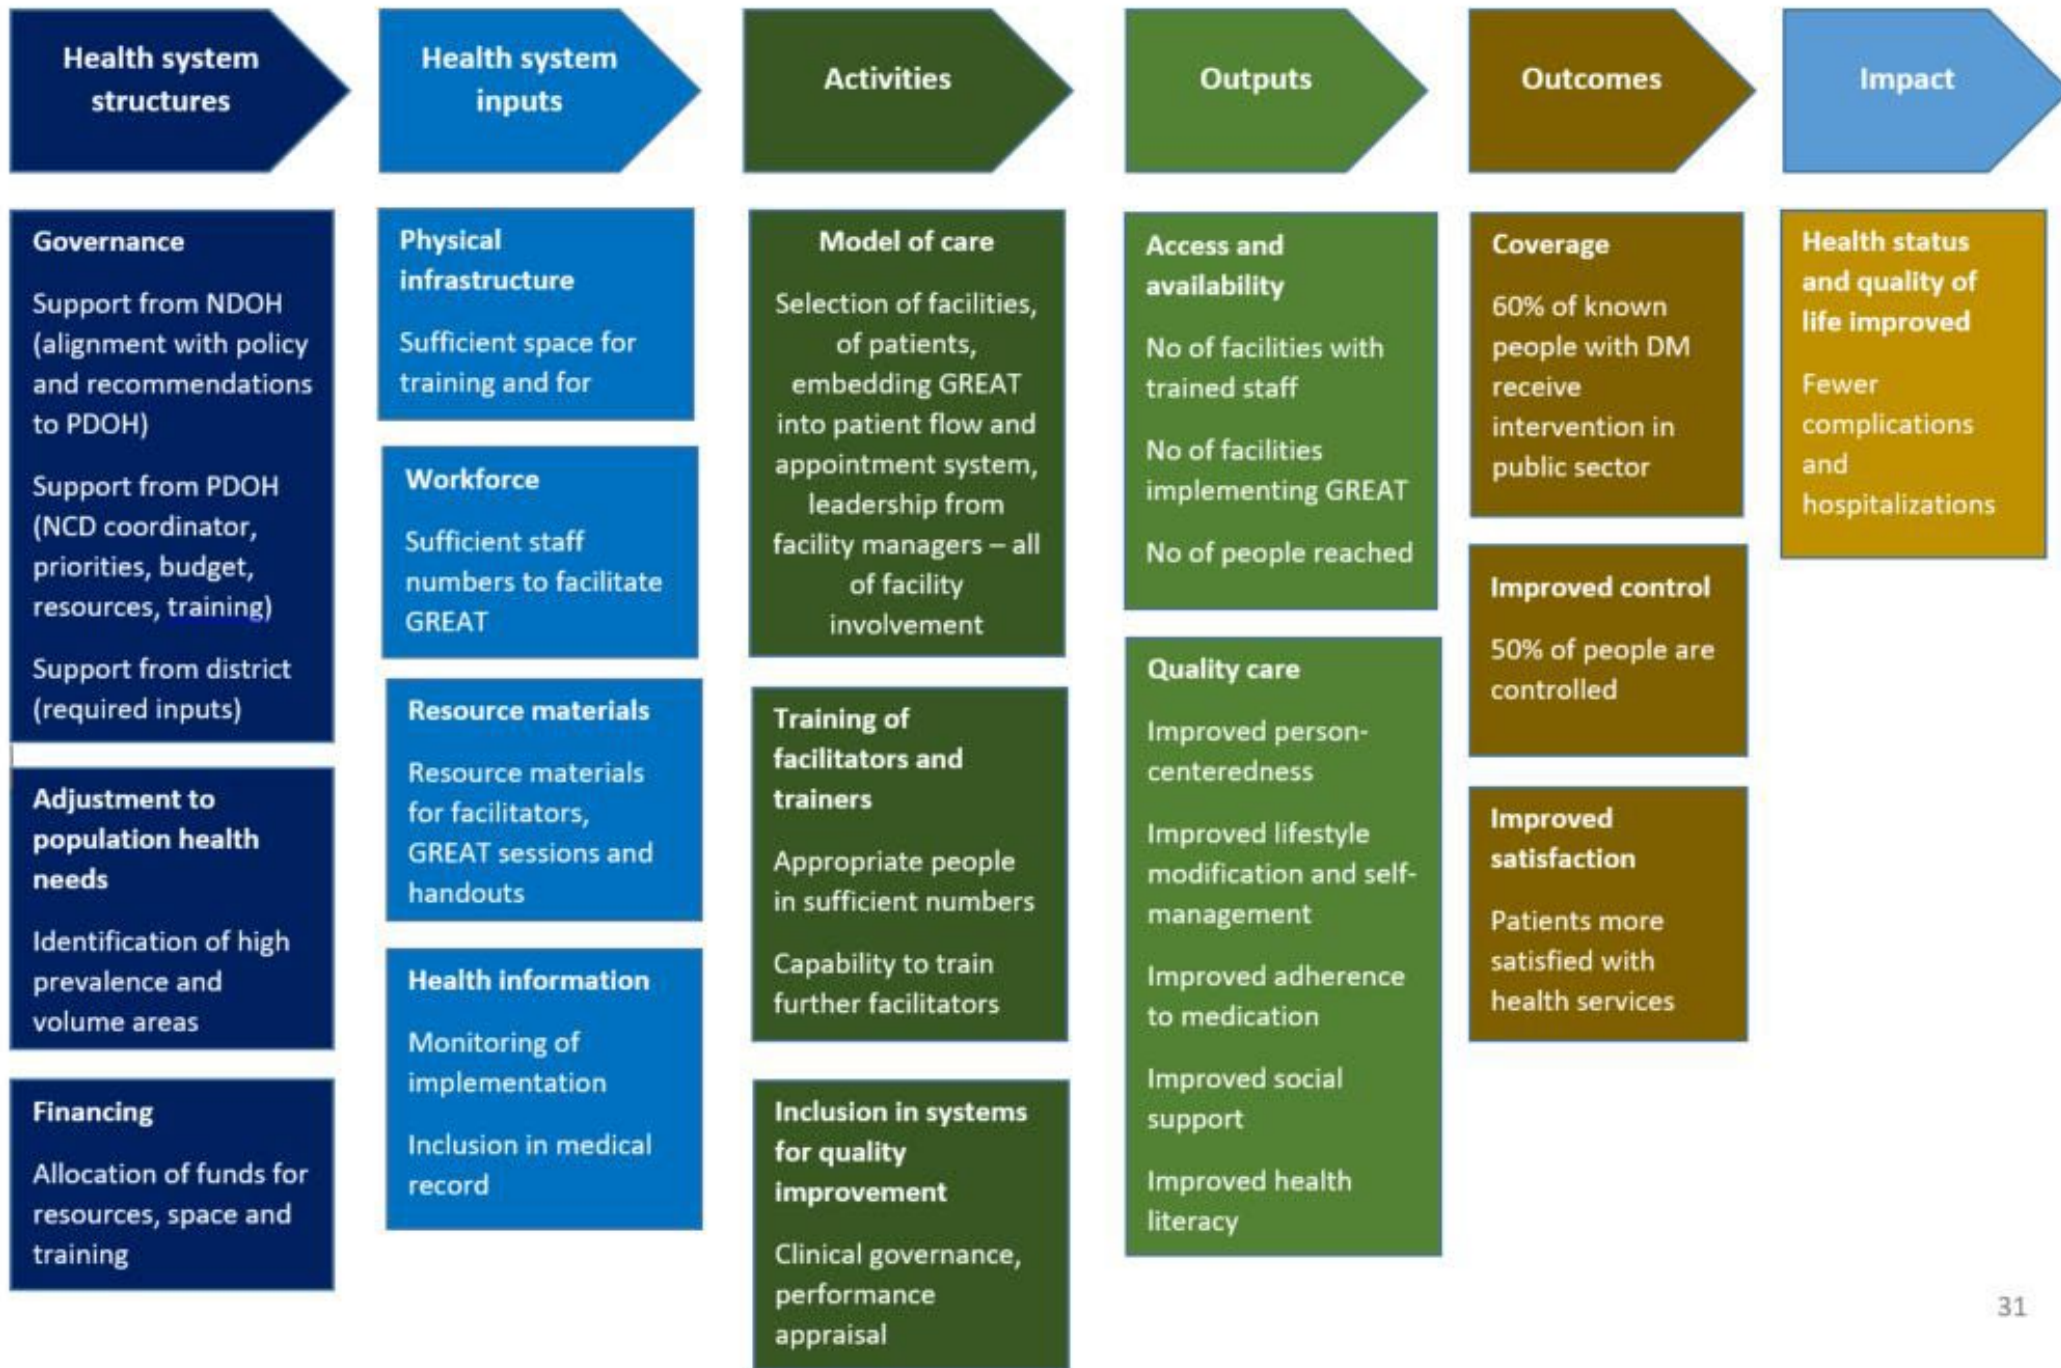 Health system
structures
Health system
inputs
Activities
Outputs
Outcomes
Impact
Governance
Support from NDOH
(alignment with policy
and recommendations
to PDOH)
Support from PDOH
(NCD coordinator,
priorities, budget,
resources, training)
Support from district
(required inputs)
Adjustment to
population health
needs
Identification of high
prevalence and
volume areas
Financing
Allocation of funds for
resources, space and
training
Physical
infrastructure
Sufficient space for
training and for
Workforce
Sufficient staff
numbers to facilitate
GREAT
Resource materials
Resource materials
for facilitators,
GREAT sessions and
handouts
Health information
Monitoring of
implementation
Inclusion in medical
record
Model of care
Selection of facilities,
of patients,
embedding GREAT
into patient flow and
appointment system,
leadership from
facility managers – all
of facility
involvement
Training of
facilitators and
trainers
Appropriate people
in sufficient numbers
Capability to train
further facilitators
Inclusion in systems
for quality
improvement
Clinical governance,
performance
appraisal
Access and
availability
No of facilities with
trained staff
No of facilities
implementing GREAT
No of people reached
Quality care
Improved person-
centeredness
Improved lifestyle
modification and self-
management
Improved adherence
to medication
Improved social
support
Improved health
literacy
Coverage
60% of known
people with DM
receive
intervention in
public sector
Improved control
50% of people are
controlled
Improved
satisfaction
Patients more
satisfied with
health services
Health status
and quality of
life improved
Fewer
complications
and
hospitalizations
31